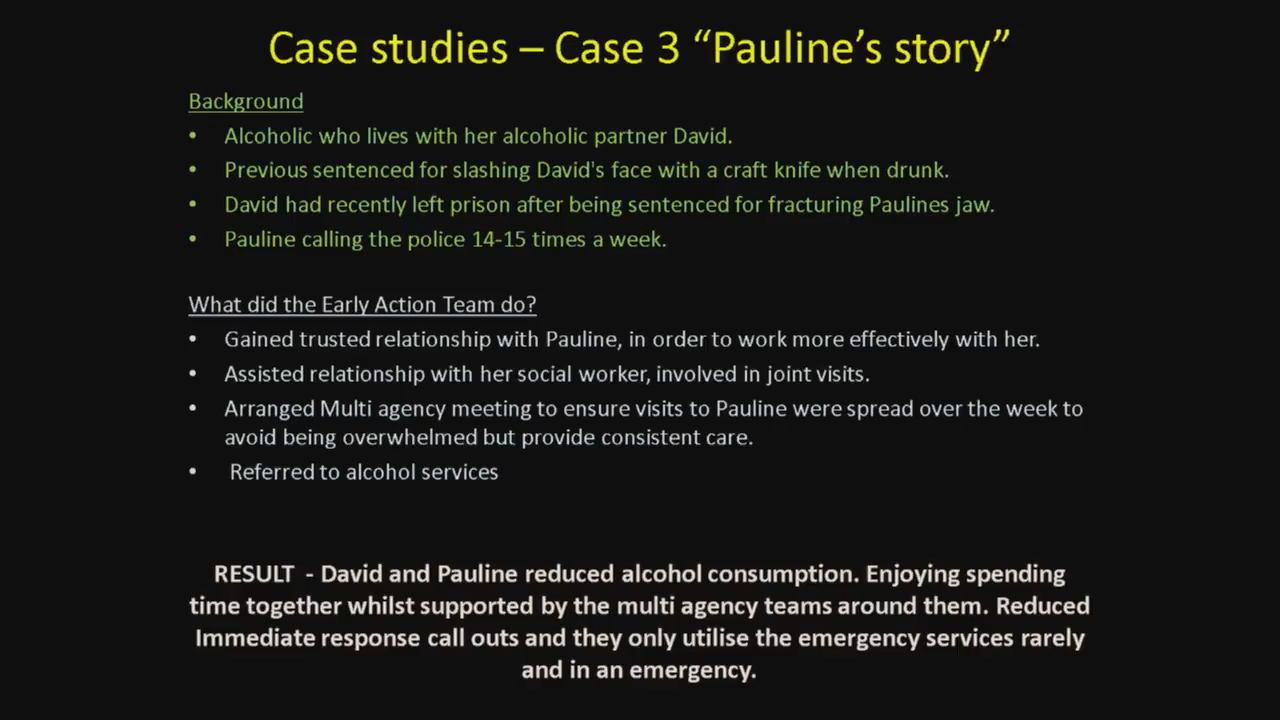 Case studies – Case 3 “Pauline’s story”
Background
• Alcoholic who lives with her alcoholic partner David.
• Previous sentenced for slashing David's face with a craft knife when drunk.
• David had recently left prison after being sentenced for fracturing Paulines jaw.
• Pauline calling the police 14-15 times a week.
What did the Early Action Team do?
• Gained trusted relationship with Pauline, in order to work more effectively with her.
• Assisted relationship with her social worker, involved in joint visits.
• Arranged Multi agency meeting to ensure visits to Pauline were spread over the week to
avoid being overwhelmed but provide consistent care.
• Referred to alcohol services
RESULT - David and Pauline reduced alcohol consumption. Enjoying spending
time together whilst supported by the multi agency teams around them. Reduced
Immediate response call outs and they only utilise the emergency services rarely
and in an emergency.